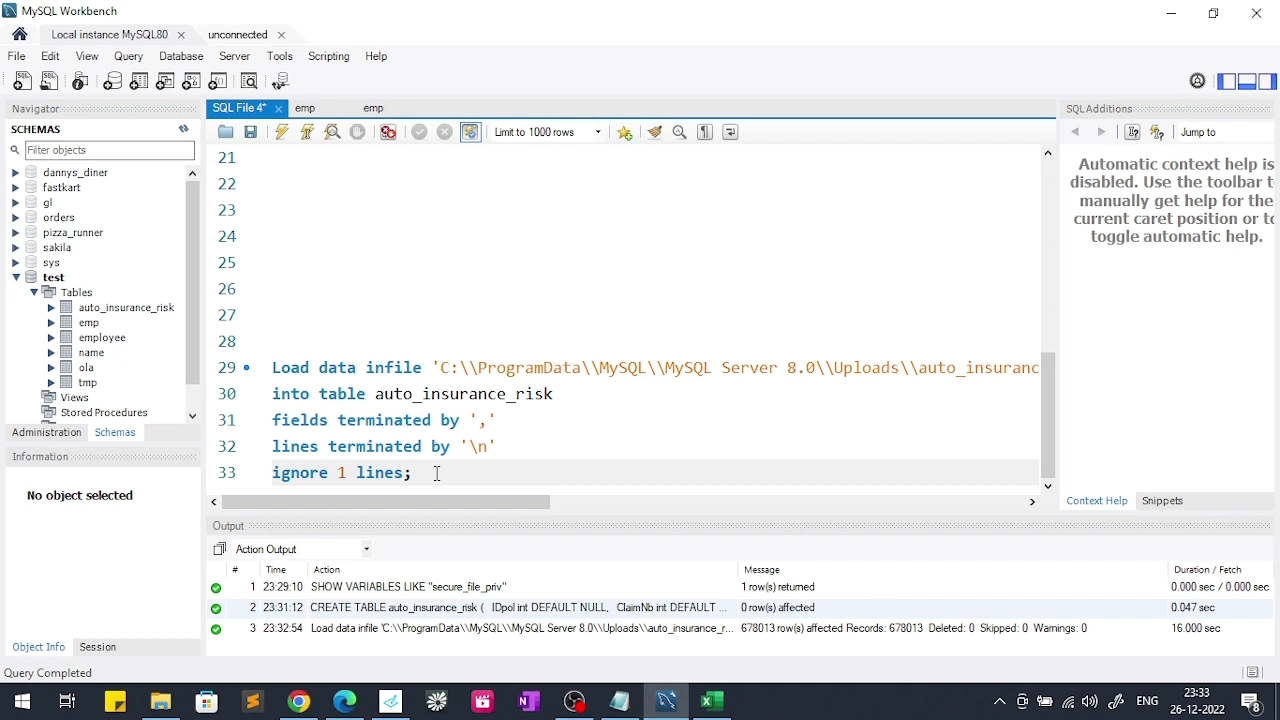 MySQL Workbench
Local instance MySQL80
unconnected
File Edit View Query Database Server Tools Scripting Help
Navigator
SCHEMAS
Filter objects
dannys_diner
fastkart
gl
orders
pizza_runner
sakila
sys
test
Tables
auto_insurance_risk
emp
employee
name
ola
tmp
Views
Stored Procedures
Administration Schemas
Information
No object selected
Object Info Session
SQL File 4* emp emp
Limit to 1000 rows
21
22
23
24
25
26
27
28
29 Load data infile 'C:\\ProgramData\\MySQL\\MySQL Server 8.0\\Uploads\\auto_insuranc
30 into table auto_insurance_risk
31 fields terminated by ','
32 lines terminated by '\n'
33 ignore 1 lines;
SQLAdditions
Jump to
Automatic context help is
disabled. Use the toolbar t
manually get help for the
current caret position or to
toggle automatic help.
Context Help Snippets
Output
Action Output
# Time Action Message Duration / Fetch
1 23:29:10 SHOW VARIABLES LIKE "secure_file_priv" 1 row(s) returned 0.000 sec / 0.000 sec
2 23:31:12 CREATE TABLE auto_insurance_risk ( IDpol int DEFAULT NULL, ClaimNb int DEFAULT ... 0 row(s) affected 0.047 sec
3 23:32:54 Load data infile 'C:\\ProgramData\\MySQL\\MySQL Server 8.0\\Uploads\\auto_insurance_r... 678013 row(s) affected Records: 678013 Deleted: 0 Skipped: 0 Warnings: 0 16.000 sec
Query Completed
ENG
23:33
26-12-2022
8